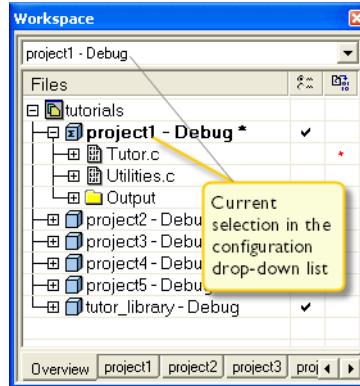 Workspace
project1 - Debug
Files
tutorials
project1 - Debug *
Tutor.c
Utilities.c
Output
project2 - Debu
project3 - Debu
project4 - Debu
project5 - Debug
tutor_library - Debug
Current
selection in the
configuration
drop-down list
Overview project1 project2 project3 proj